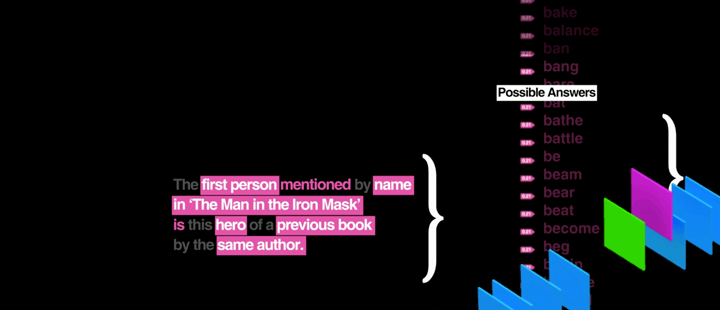 The first person mentioned by name
in ‘The Man in the Iron Mask’
is this hero of a previous book
by the same author.
bake
balance
ban
bang
Possible Answers
bat
bathe
battle
be
beam
bear
beat
become
beg